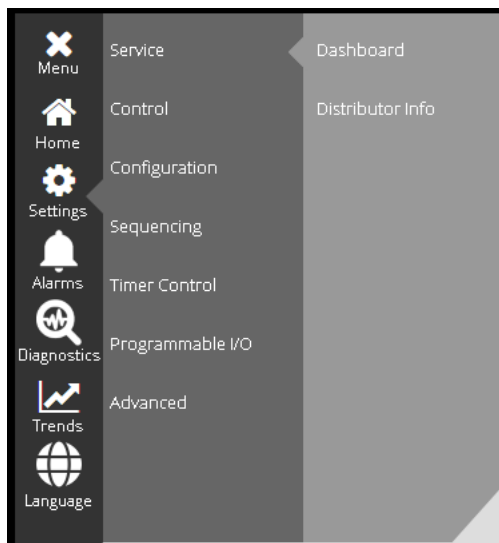 Menu
Home
Settings
Alarms
Diagnostics
Trends
Language
Service
Control
Configuration
Sequencing
Timer Control
Programmable I/O
Advanced
Dashboard
Distributor Info